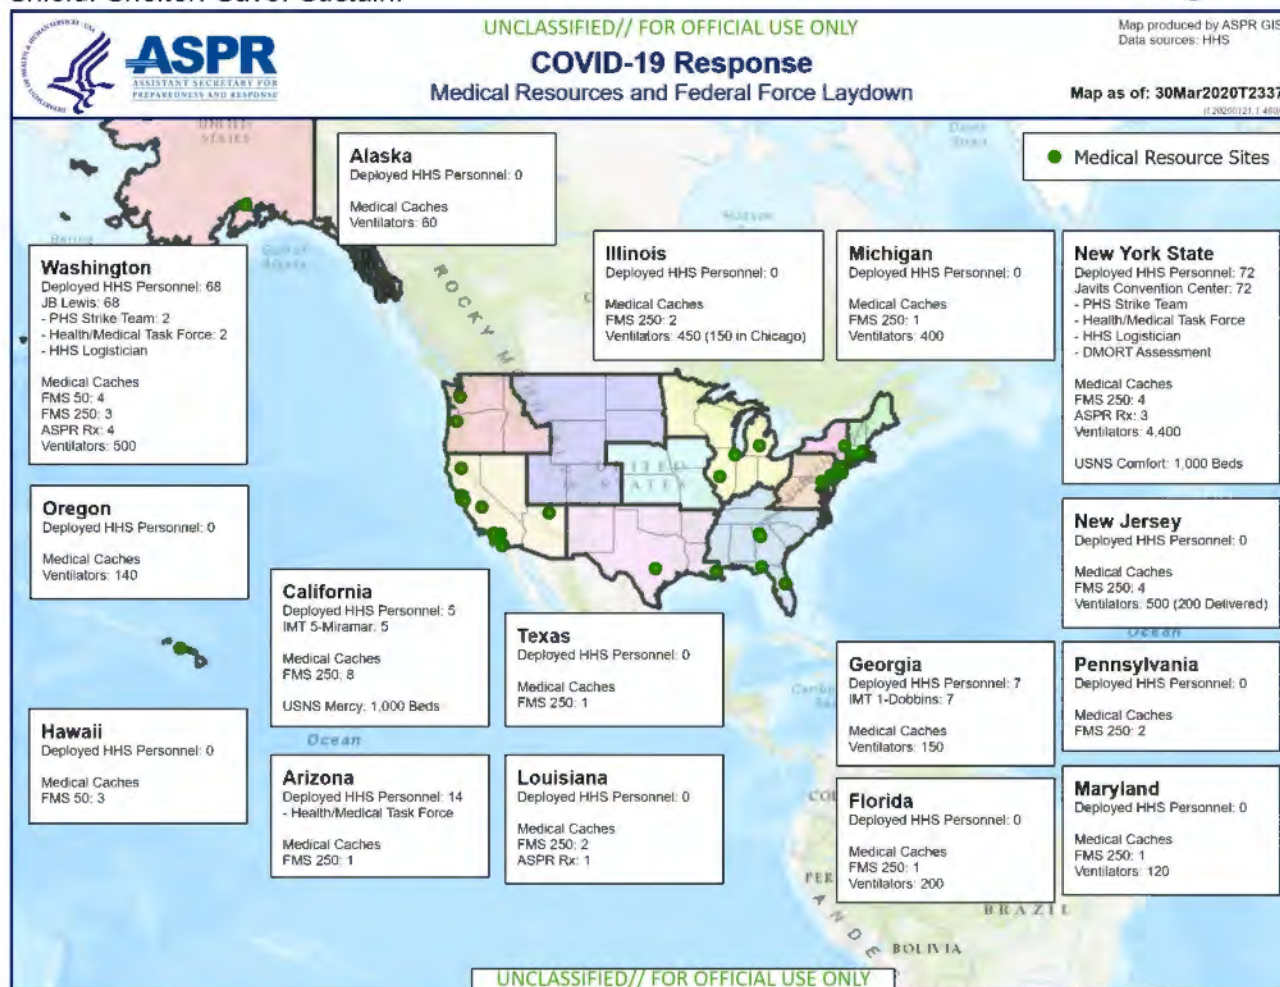 UNCLASSIFIED// FOR OFFICIAL USE ONLY
Map produced by ASPR GIS
Data sources: HHS
ASPR
ASSISTANT SECRETARY FOR
PREPAREDNESS AND RESPONSE
COVID-19 Response
Medical Resources and Federal Force Laydown
Map as of: 30Mar2020T2337
Medical Resource Sites
UNITED
STATES
Alaska
Deployed HHS Personnel: 0
Medical Caches
Ventilators: 60
Washington
Deployed HHS Personnel: 68
JB Lewis: 68
- PHS Strike Team: 2
- Health/Medical Task Force: 2
- HHS Logistician
Medical Caches
FMS 50: 4
FMS 250: 3
ASPR Rx: 4
Ventilators: 500
Illinois
Deployed HHS Personnel: 0
Medical Caches
FMS 250: 2
Ventilators: 450 (150 in Chicago)
Michigan
Deployed HHS Personnel: 0
Medical Caches
FMS 250: 1
Ventilators: 400
New York State
Deployed HHS Personnel: 72
Javits Convention Center: 72
- PHS Strike Team
- Health/Medical Task Force
- HHS Logistician
- DMORT Assessment
Medical Caches
FMS 250: 4
ASPR Rx: 3
Ventilators: 4,400
USNS Comfort: 1,000 Beds
UNITED
STATES
Oregon
Deployed HHS Personnel: 0
Medical Caches
Ventilators: 140
New Jersey
Deployed HHS Personnel: 0
Medical Caches
FMS 250: 4
Ventilators: 500 (200 Delivered)
Ocean
California
Deployed HHS Personnel: 5
IMT 5-Miramar: 5
Medical Caches
FMS 250: 8
USNS Mercy: 1,000 Beds
Ocean
Texas
Deployed HHS Personnel: 0
Medical Caches
FMS 250: 1
Georgia
Deployed HHS Personnel: 7
IMT 1-Dobbins: 7
Medical Caches
Ventilators: 150
Pennsylvania
Deployed HHS Personnel: 0
Medical Caches
FMS 250: 2
Hawaii
Deployed HHS Personnel: 0
Medical Caches
FMS 50: 3
Arizona
Deployed HHS Personnel: 14
- Health/Medical Task Force
Medical Caches
FMS 250: 1
Louisiana
Deployed HHS Personnel: 0
Medical Caches
FMS 250: 2
ASPR Rx: 1
Florida
Deployed HHS Personnel: 0
Medical Caches
FMS 250: 1
Ventilators: 200
Maryland
Deployed HHS Personnel: 0
Medical Caches
FMS 250: 1
Ventilators: 120
BRAZIL
BOLIVIA
UNCLASSIFIED// FOR OFFICIAL USE ONLY